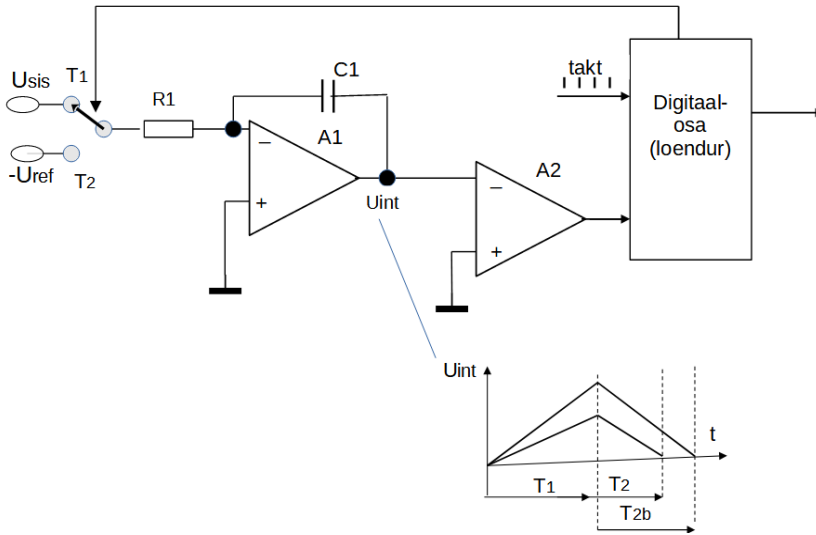 Usis
T1
R1
C1
A1
−
+
-Uref
T2
Uint
A2
−
+
takt
Digitaal-
osa
(loendur)
Uint
t
T1
T2
T2b